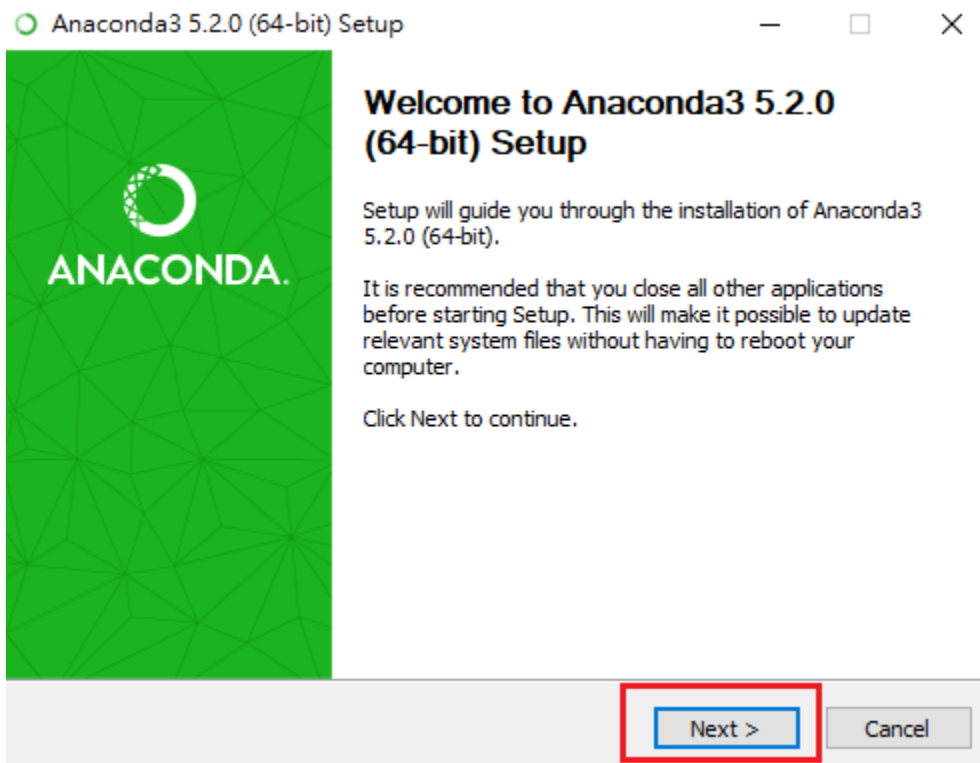 Anaconda3 5.2.0 (64-bit) Setup
Welcome to Anaconda3 5.2.0
(64-bit) Setup
Setup will guide you through the installation of Anaconda3
5.2.0 (64-bit).
It is recommended that you close all other applications
before starting Setup. This will make it possible to update
relevant system files without having to reboot your
computer.
Click Next to continue.
ANACONDA.
Next >
Cancel